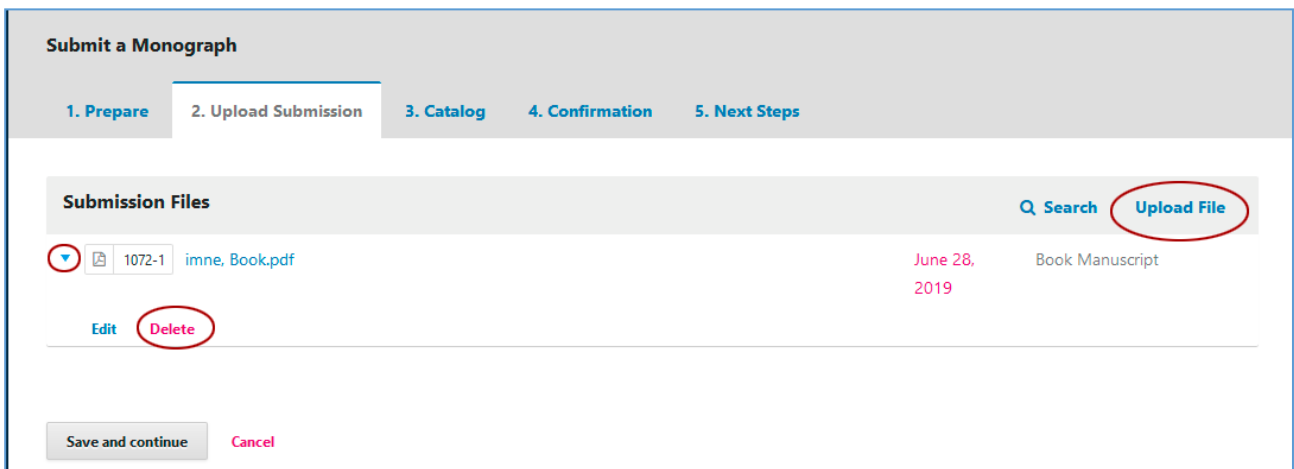 Submit a Monograph
1. Prepare 2. Upload Submission 3. Catalog 4. Confirmation 5. Next Steps
Submission Files Search Upload File
1072-1 imne, Book.pdf June 28, Book Manuscript
2019
Edit Delete
Save and continue Cancel